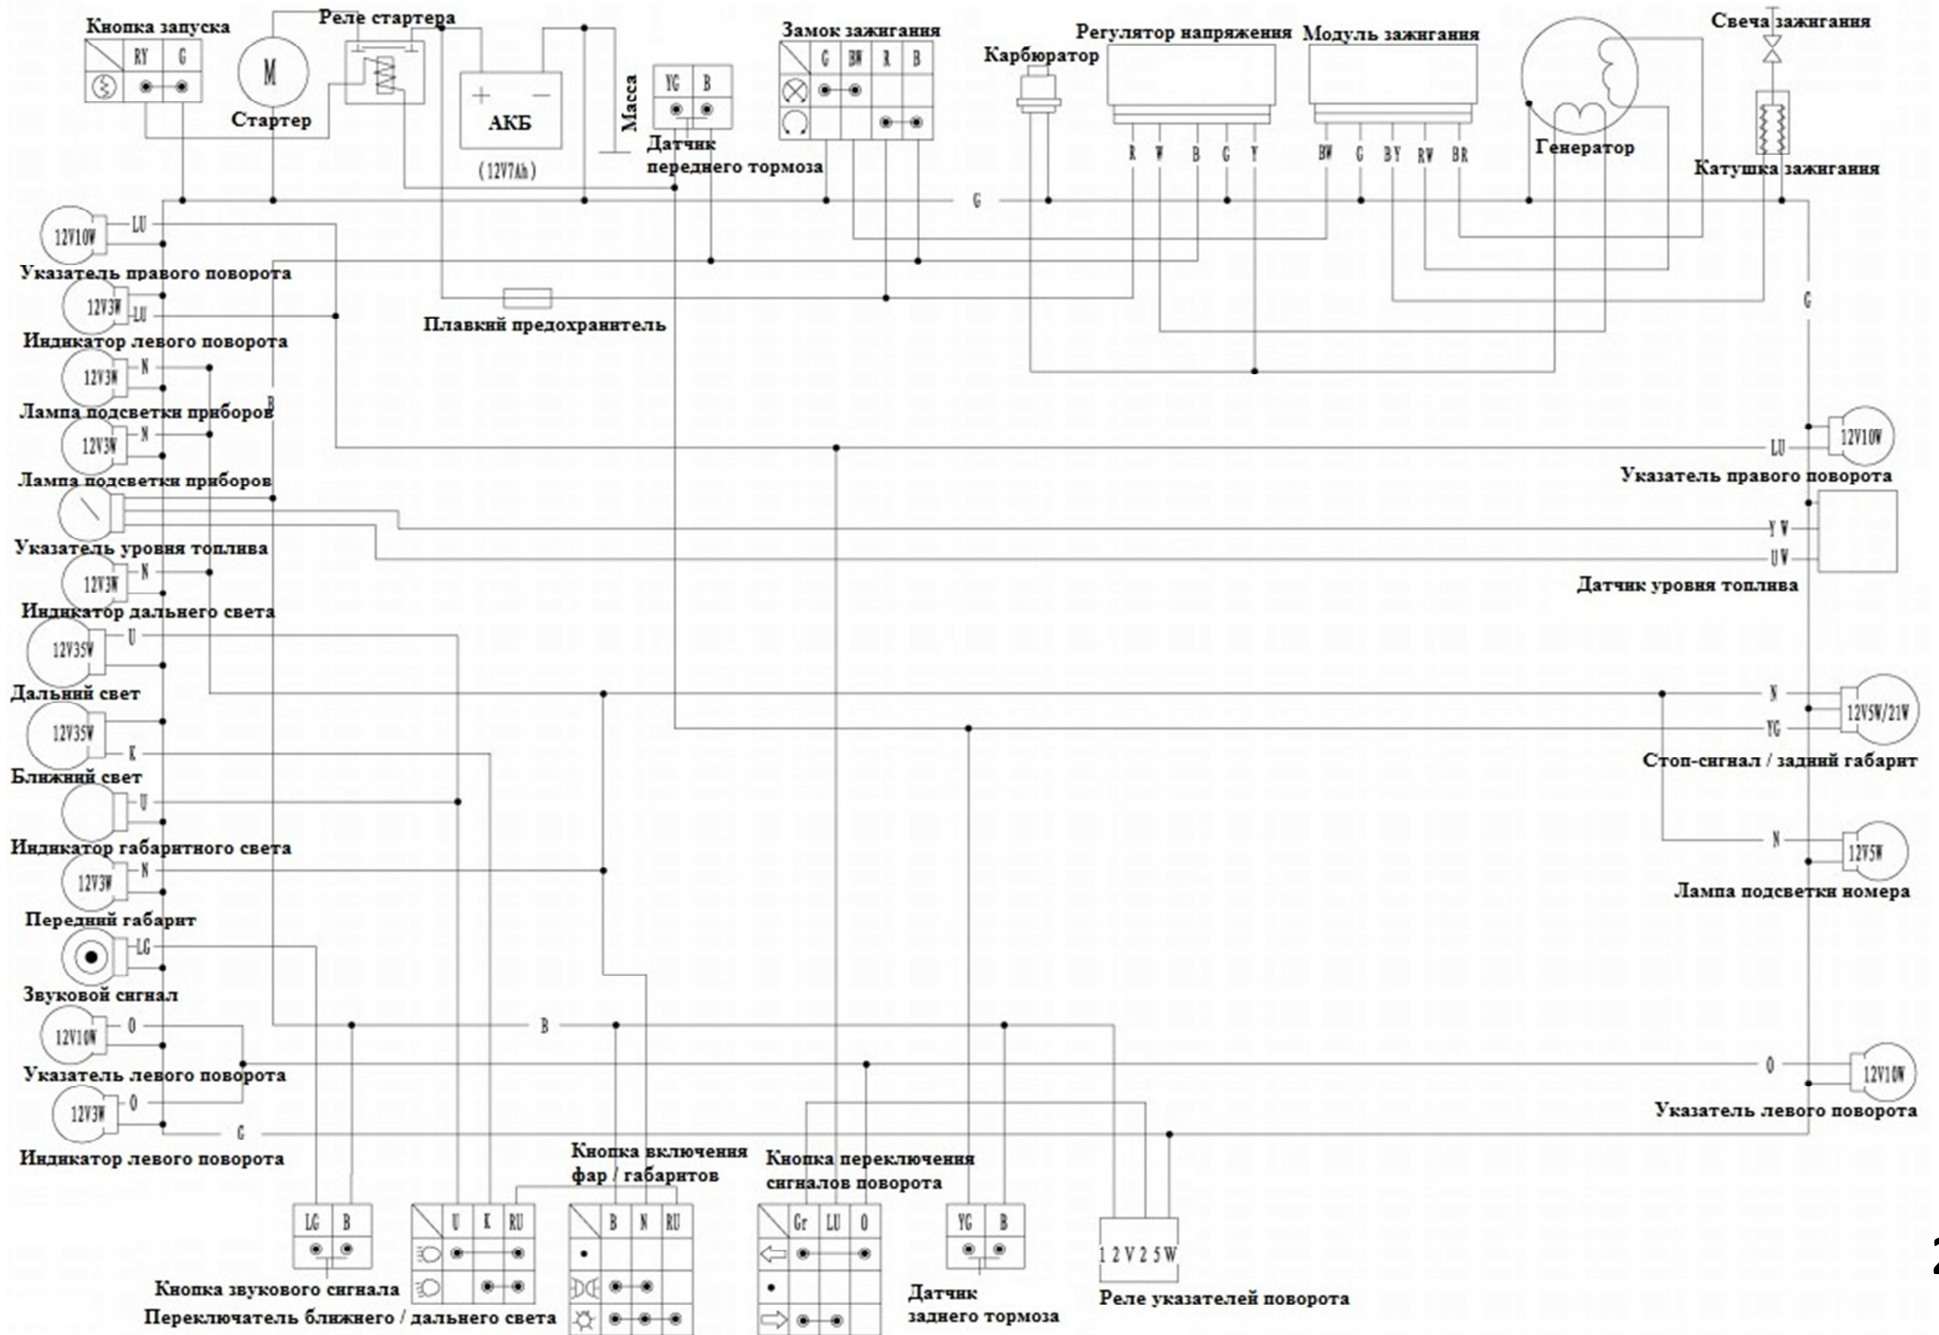 Кнопка запуска
RY G
M
Стартер
Реле стартера
АКБ
(12V7Ah)
Масса
YG B
Датчик
переднего тормоза
Замок зажигания
G BW R B
Карбюратор
Регулятор напряжения
R W B G Y
Модуль зажигания
BW G BY RW BR
Генератор
Свеча зажигания
Катушка зажигания
G
G
12V10W LU
Указатель правого поворота
12V3W LU
Индикатор левого поворота
12V3W N
Лампа подсветки приборов
B
12V3W N
Лампа подсветки приборов
Указатель уровня топлива
12V3W N
Индикатор дальнего света
12V35W U
Дальний свет
12V35W K
Ближний свет
U
Индикатор габаритного света
12V3W N
Передний габарит
LG
Звуковой сигнал
12V10W O
Указатель левого поворота
12V3W O
Индикатор левого поворота
Плавкий предохранитель
LU 12V10W
Указатель правого поворота
YW
UW
Датчик уровня топлива
N
12V5W/21W
YG
Стоп-сигнал / задний габарит
N
12V5W
Лампа подсветки номера
O 12V10W
Указатель левого поворота
B
G
LG B
Кнопка звукового сигнала
U K RU
Переключатель ближнего / дальнего света
Кнопка включения
фар / габаритов
B N RU
Кнопка переключения
сигналов поворота
Gr LU O
YG B
Датчик
заднего тормоза
12V25W
Реле указателей поворота